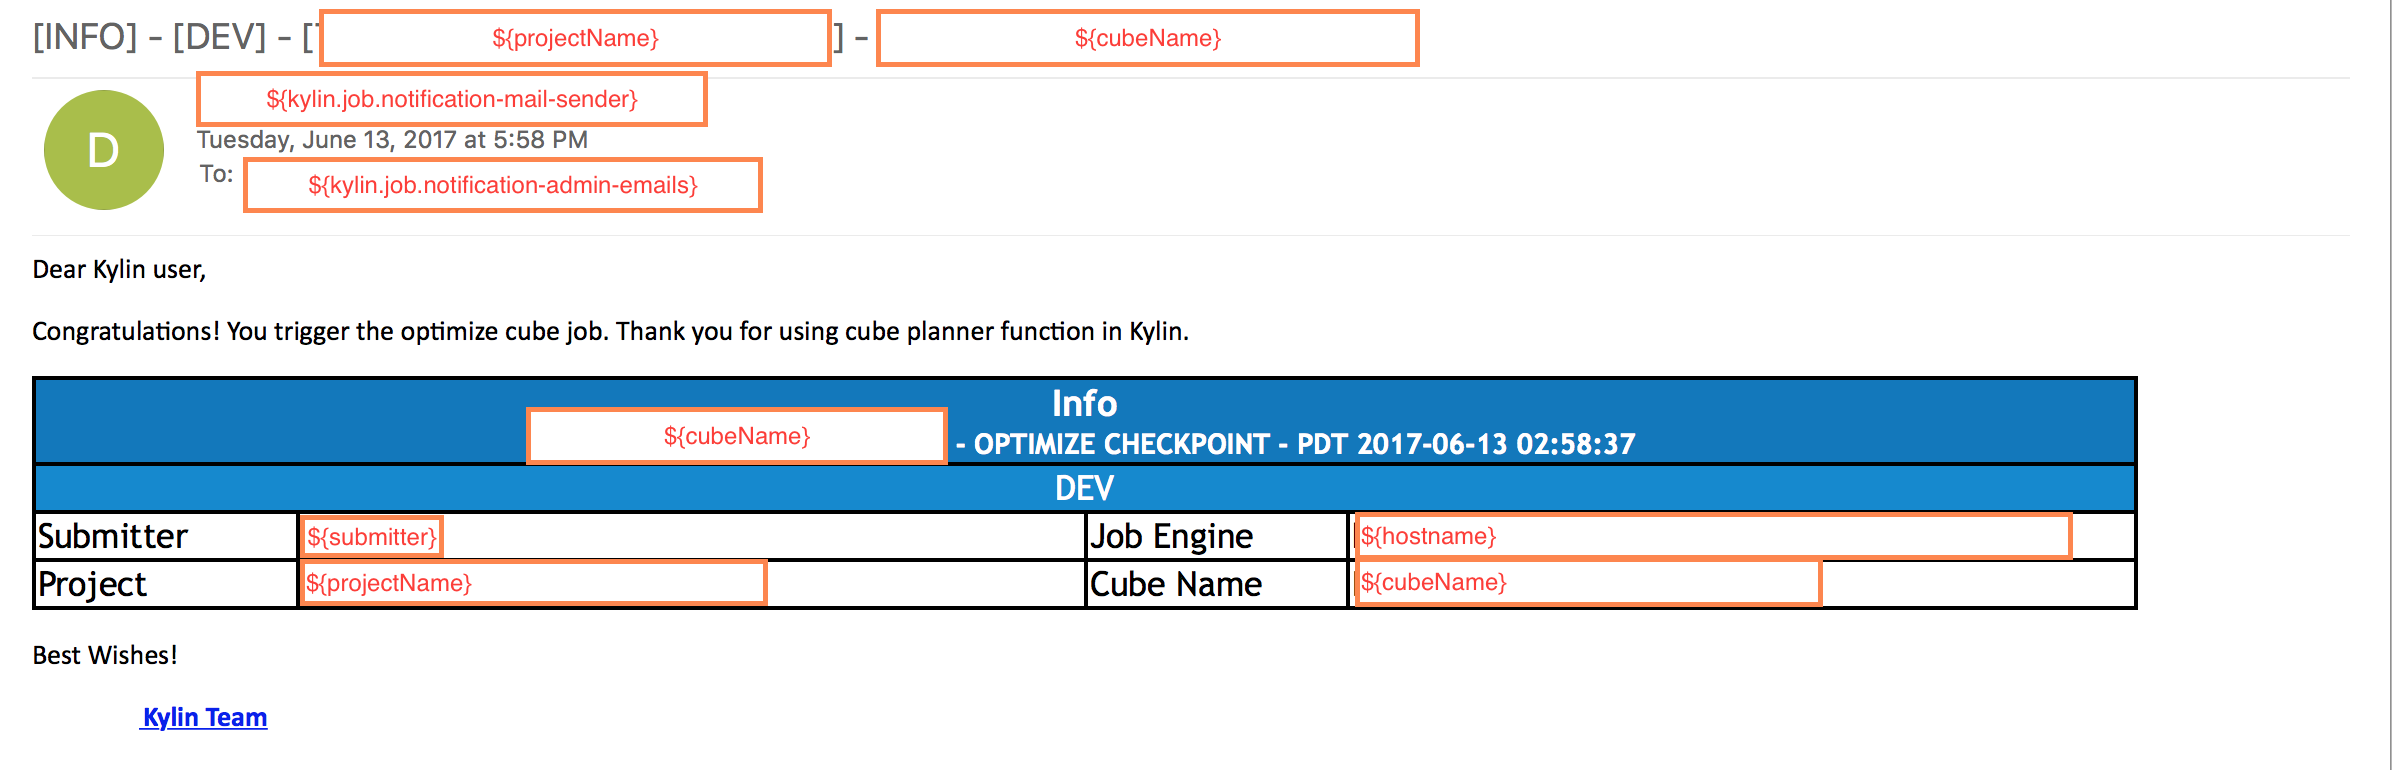 [INFO] - [DEV] - [ ${projectName} ] - ${cubeName}
${kylin.job.notification-mail-sender}
D
Tuesday, June 13, 2017 at 5:58 PM
To: ${kylin.job.notification-admin-emails}
Dear Kylin user,
Congratulations! You trigger the optimize cube job. Thank you for using cube planner function in Kylin.
Info
${cubeName} - OPTIMIZE CHECKPOINT - PDT 2017-06-13 02:58:37
DEV
Submitter ${submitter} Job Engine ${hostname}
Project ${projectName} Cube Name ${cubeName}
Best Wishes!
Kylin Team